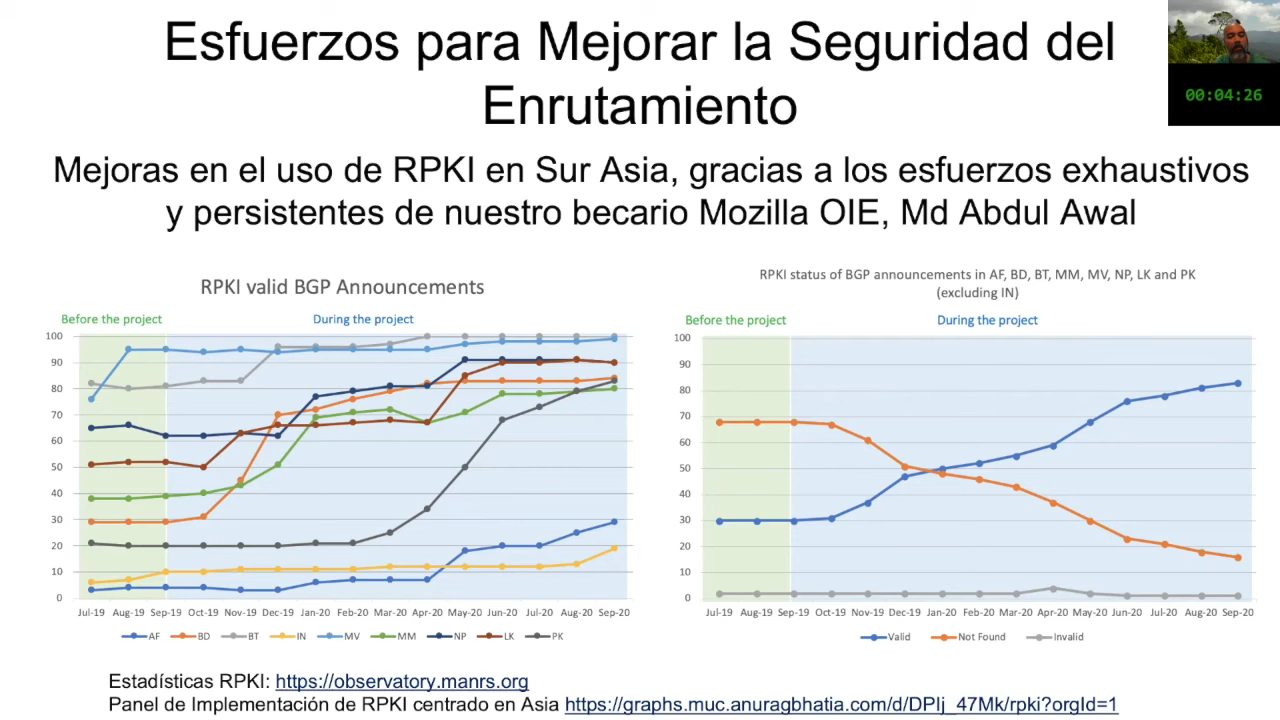 Esfuerzos para Mejorar la Seguridad del
Enrutamiento
00:04:26
Mejoras en el uso de RPKI en Sur Asia, gracias a los esfuerzos exhaustivos
y persistentes de nuestro becario Mozilla OIE, Md Abdul Awal
RPKI valid BGP Announcements
Before the project
During the project
100
90
80
70
60
50
40
30
20
10
0
Jul-19 Aug-19 Sep-19 Oct-19 Nov-19 Dec-19 Jan-20 Feb-20 Mar-20 Apr-20 May-20 Jun-20 Jul-20 Aug-20 Sep-20
AF BD BT IN MV MM NP LK PK
RPKI status of BGP announcements in AF, BD, BT, MM, MV, NP, LK and PK
(excluding IN)
Before the project
During the project
100
90
80
70
60
50
40
30
20
10
0
Jul-19 Aug-19 Sep-19 Oct-19 Nov-19 Dec-19 Jan-20 Feb-20 Mar-20 Apr-20 May-20 Jun-20 Jul-20 Aug-20 Sep-20
Valid Not Found Invalid
Estadísticas RPKI: https://observatory.manrs.org
Panel de Implementación de RPKI centrado en Asia https://graphs.muc.anuragbhatia.com/d/DPIj_47Mk/rpki?orgId=1